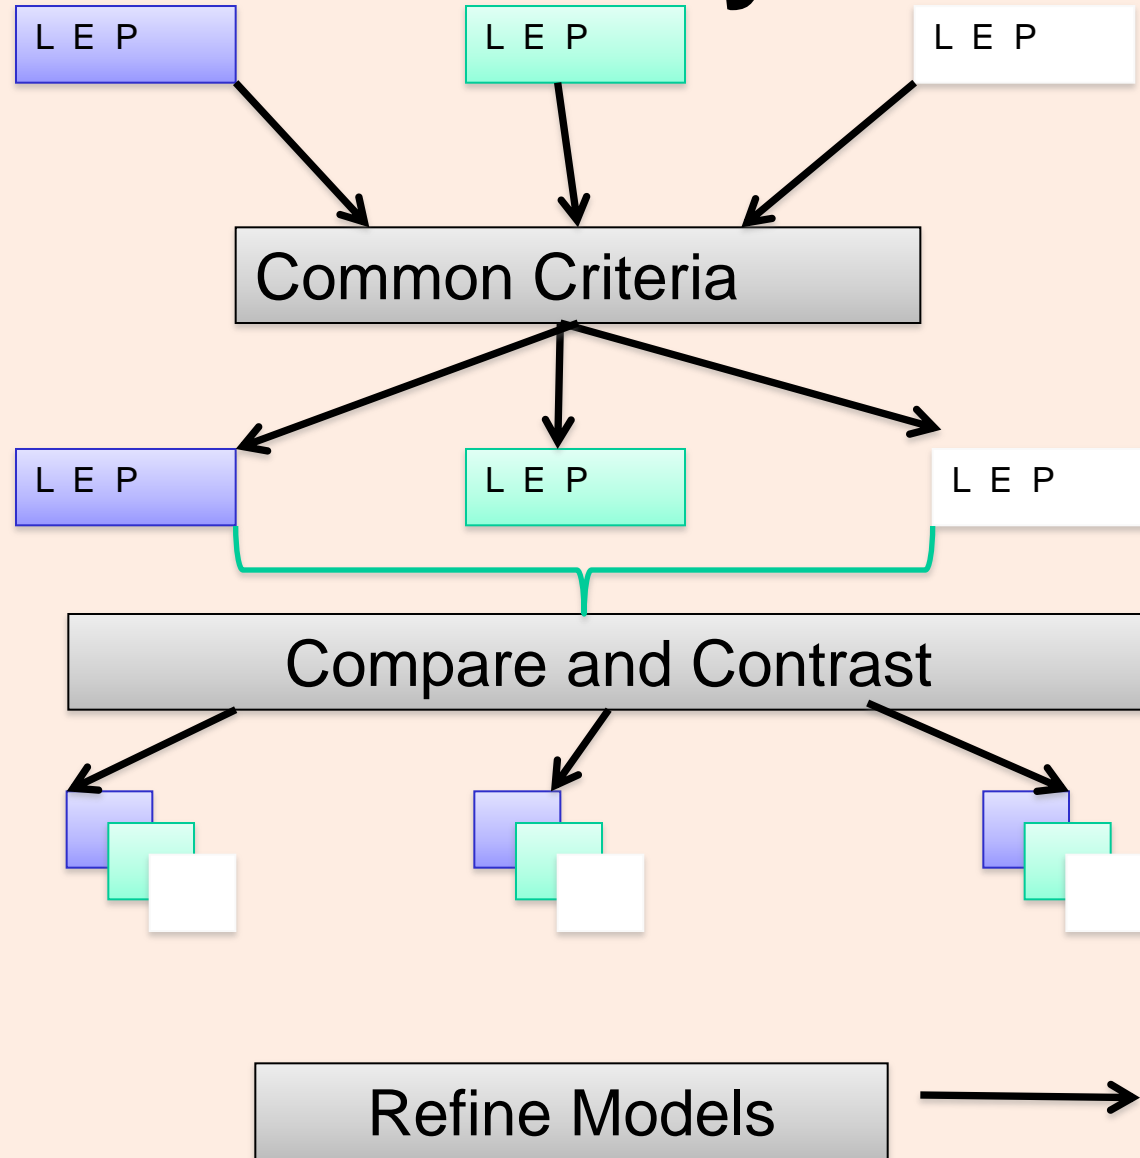 L E P
L E P
L E P
Common Criteria
L E P
L E P
L E P
Compare and Contrast
Refine Models